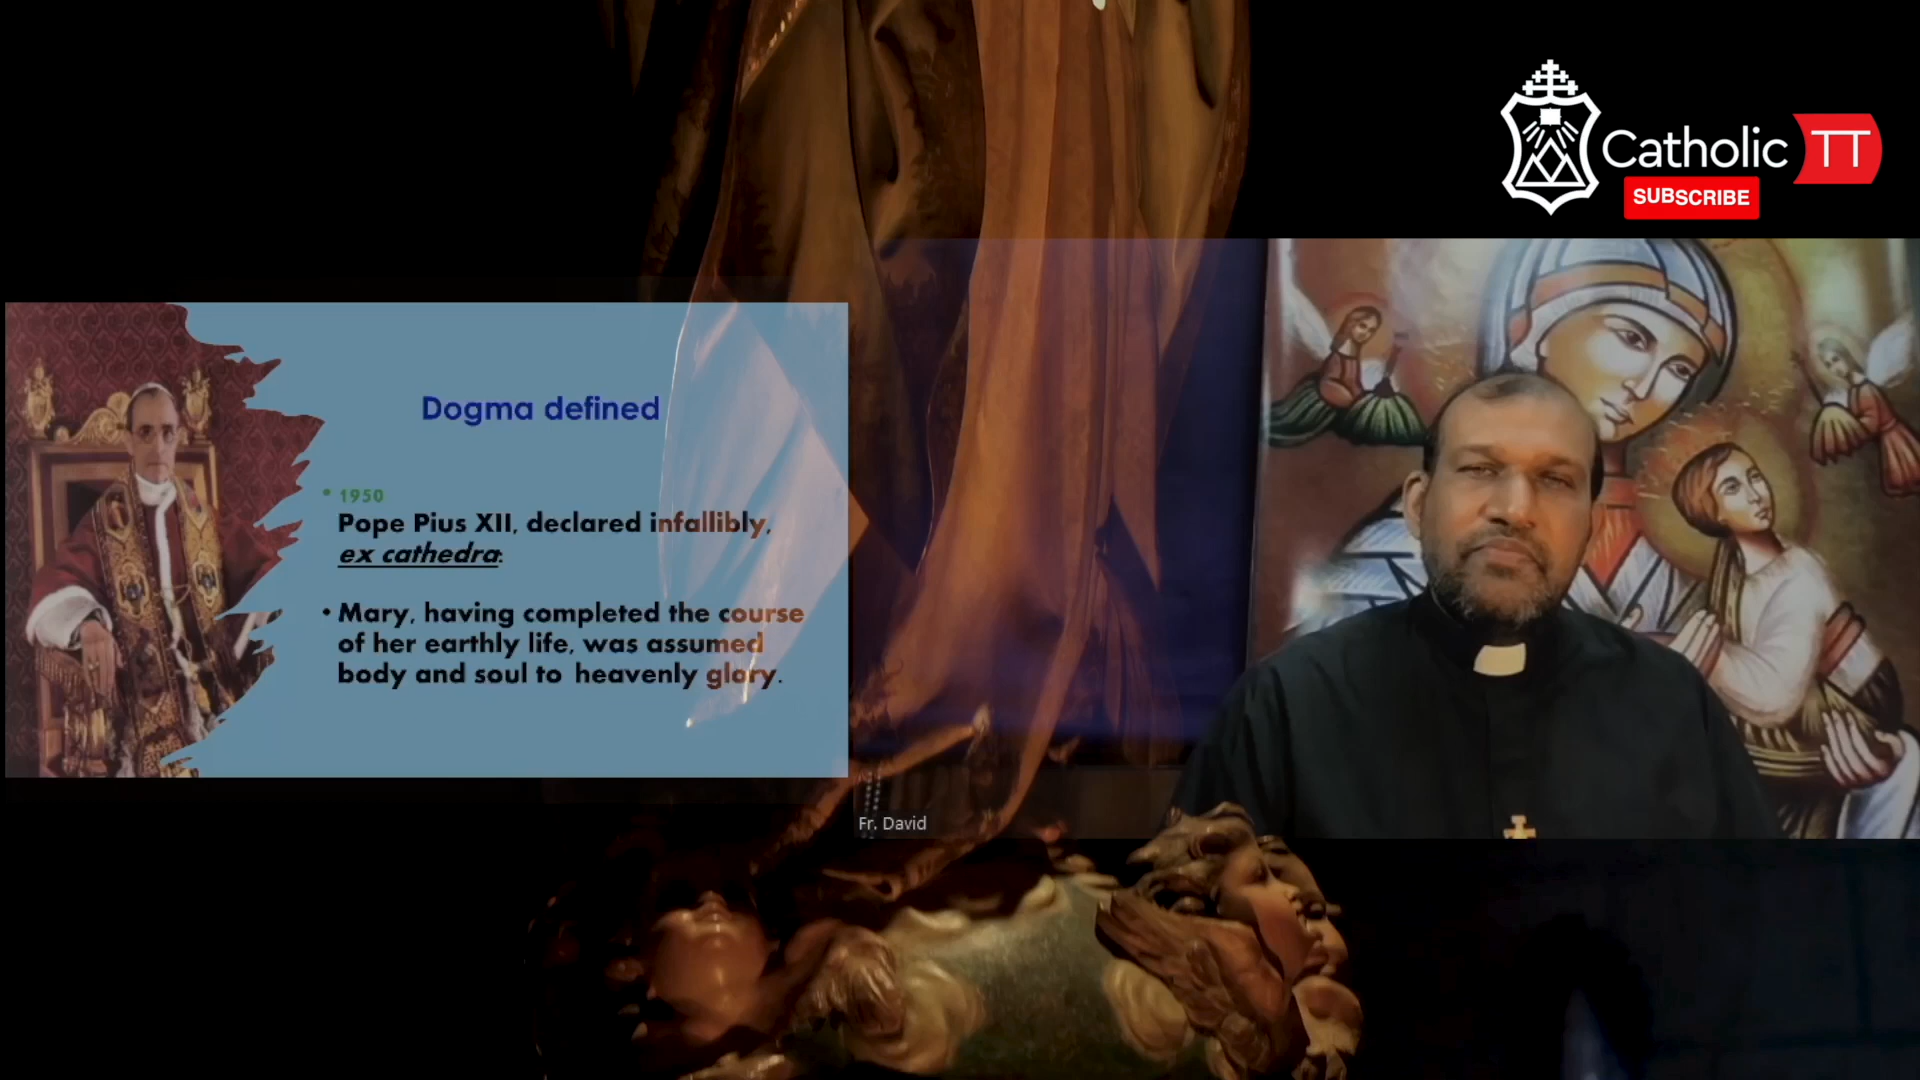 Catholic TT
SUBSCRIBE
Dogma defined
• 1950
Pope Pius XII, declared infallibly,
ex cathedra:
• Mary, having completed the course
of her earthly life, was assumed
body and soul to heavenly glory.
Fr. David